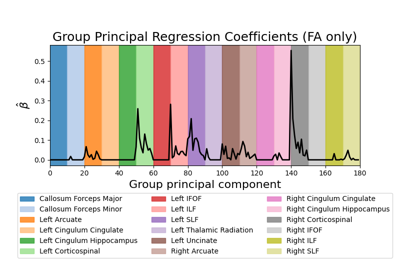 Group Principal Regression Coefficients (FA only)
0.5
0.4
0.3
0.2
0.1
0.0
β̂
0 20 40 60 80 100 120 140 160 180
Group principal component
Callosum Forceps Major
Callosum Forceps Minor
Left Arcuate
Left Cingulum Cingulate
Left Cingulum Hippocampus
Left Corticospinal
Left IFOF
Left ILF
Left SLF
Left Thalamic Radiation
Left Uncinate
Right Arcuate
Right Cingulum Cingulate
Right Cingulum Hippocampus
Right Corticospinal
Right IFOF
Right ILF
Right SLF